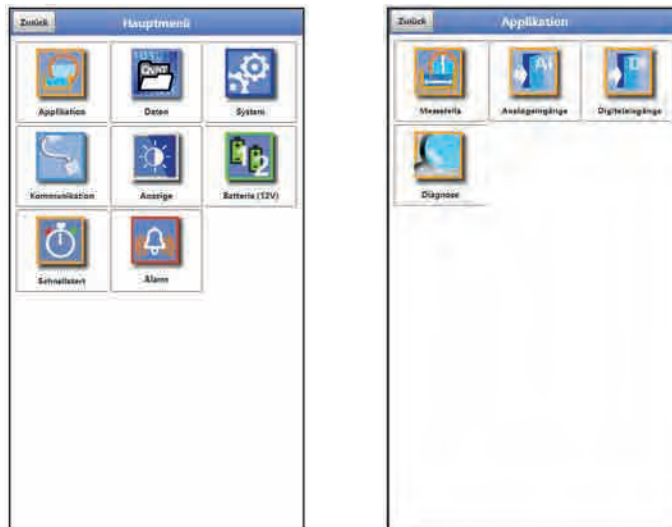 Zurück
Hauptmenü
Applikation
Daten
System
Kommunikation
Anzeige
Batterie (12V)
Schnellstart
Alarm
Zurück
Applikation
Messstelle
Analogeingänge
Digitaleingänge
Diagnose